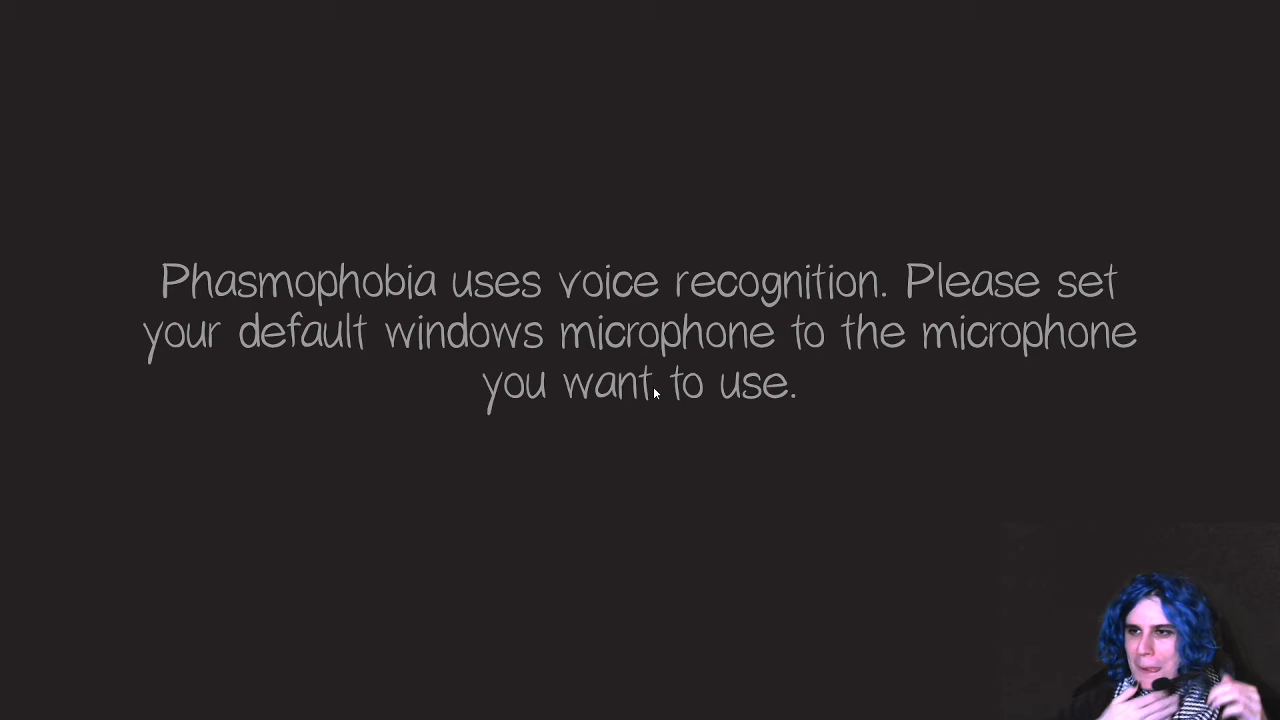 Phasmophobia uses voice recognition. Please set
your default windows microphone to the microphone
you want to use.